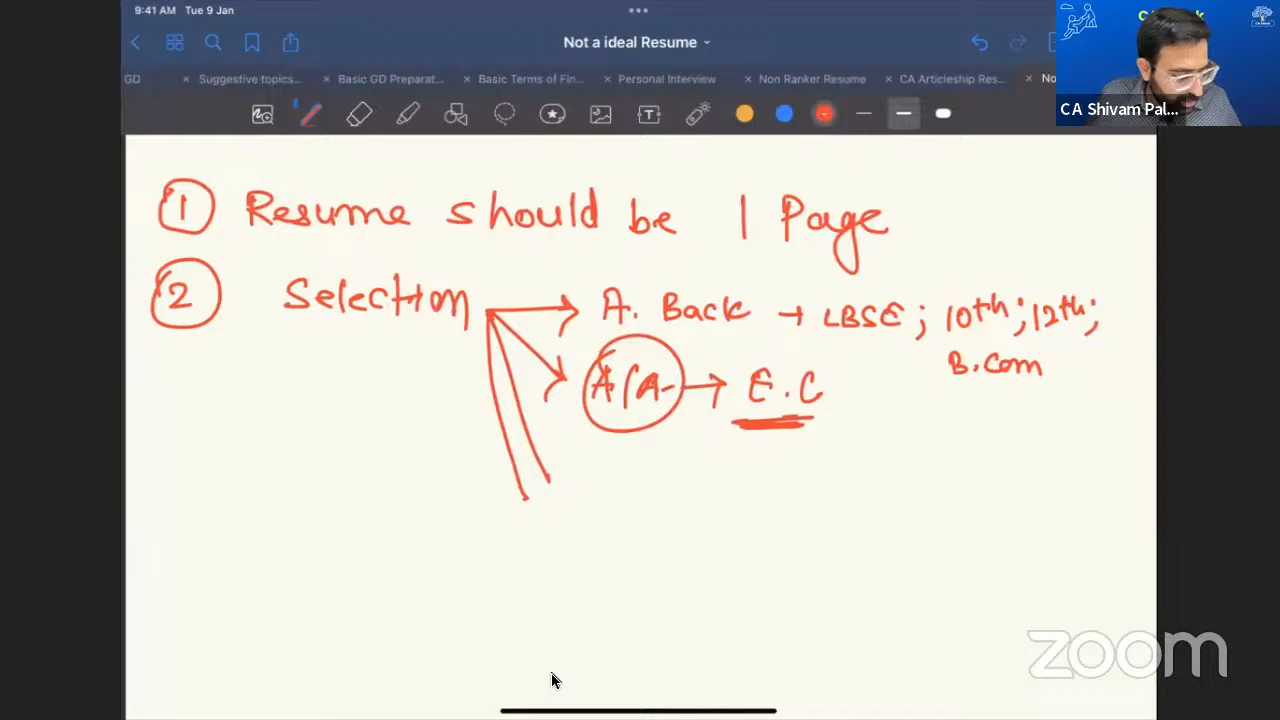 9:41 AM Tue 9 Jan
Not a ideal Resume
GD × Suggestive topics... × Basic GD Preparat... × Basic Terms of Fin... × Personal Interview × Non Ranker Resume × CA Articleship Res... × No
CA Shivam Pal...
1 Resume should be 1 Page
2 Selection → A. Back → CBSE ; 10th ; 12th ;
B.Com
→ E.C
zoom